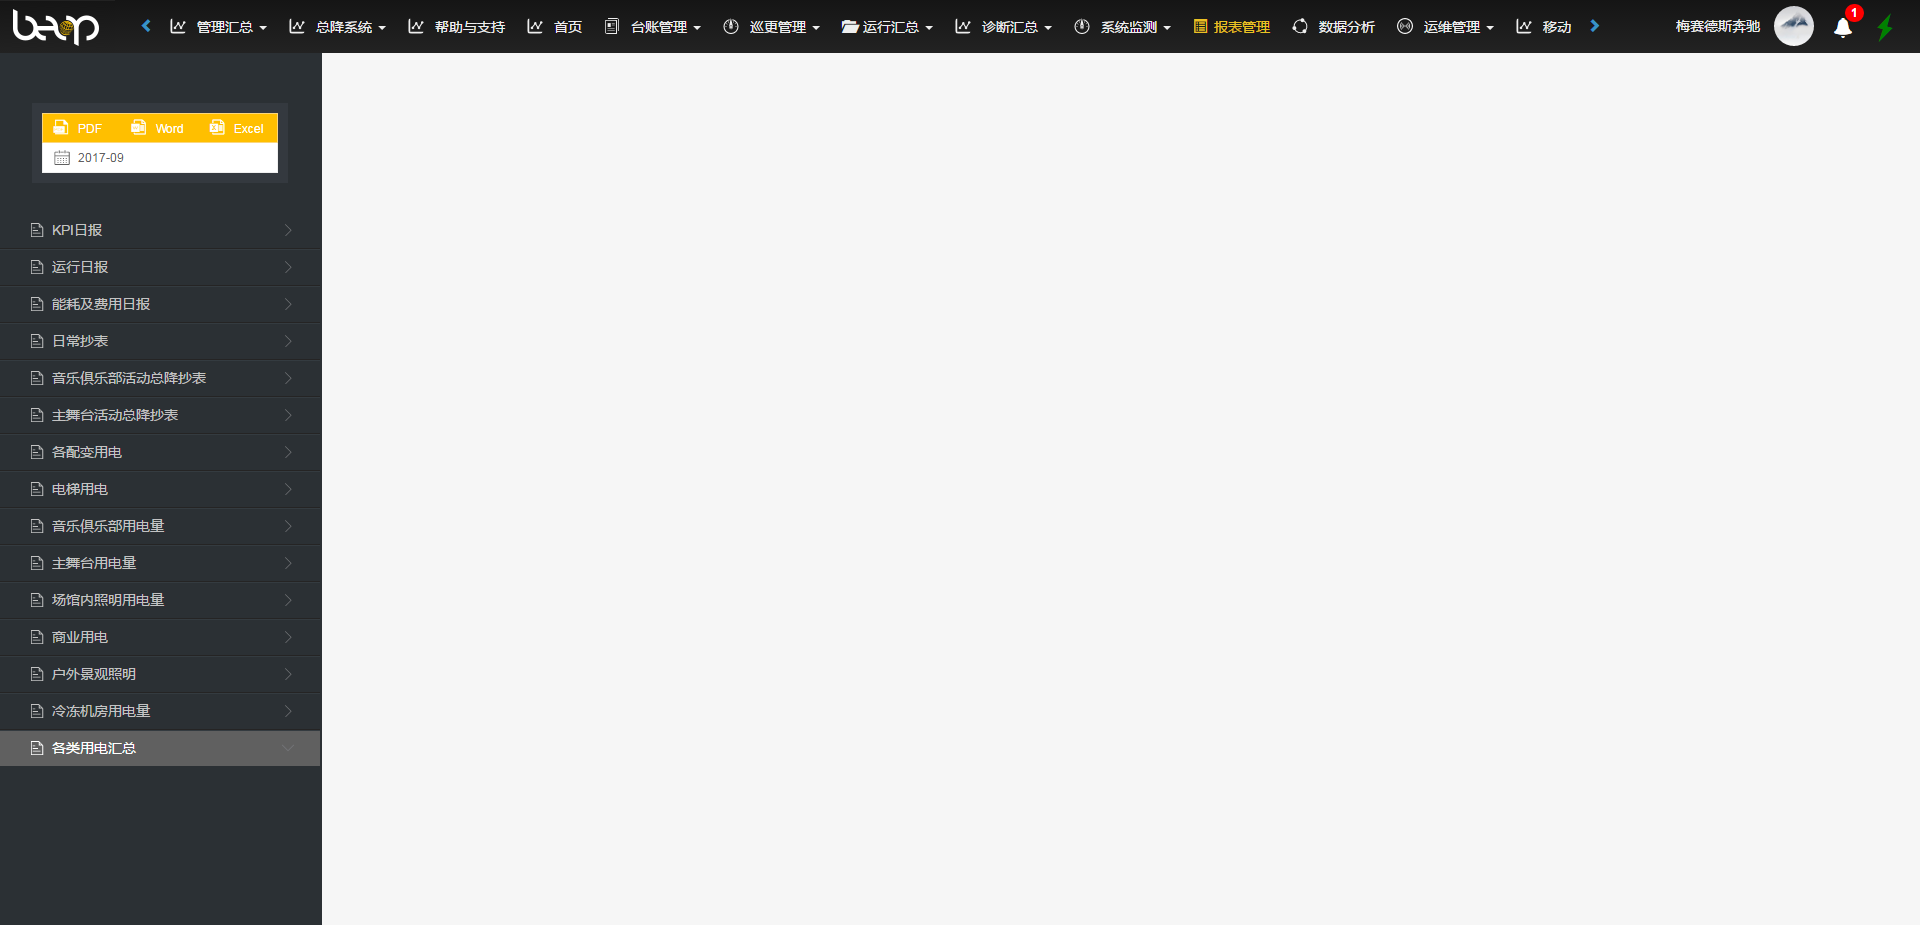 beop
管理汇总
总降系统
帮助与支持
首页
台账管理
巡更管理
运行汇总
诊断汇总
系统监测
报表管理
数据分析
运维管理
移动
梅赛德斯奔驰
1
PDF
Word
Excel
2017-09
KPI日报
运行日报
能耗及费用日报
日常抄表
音乐俱乐部活动总降抄表
主舞台活动总降抄表
各配变用电
电梯用电
音乐俱乐部用电量
主舞台用电量
场馆内照明用电量
商业用电
户外景观照明
冷冻机房用电量
各类用电汇总